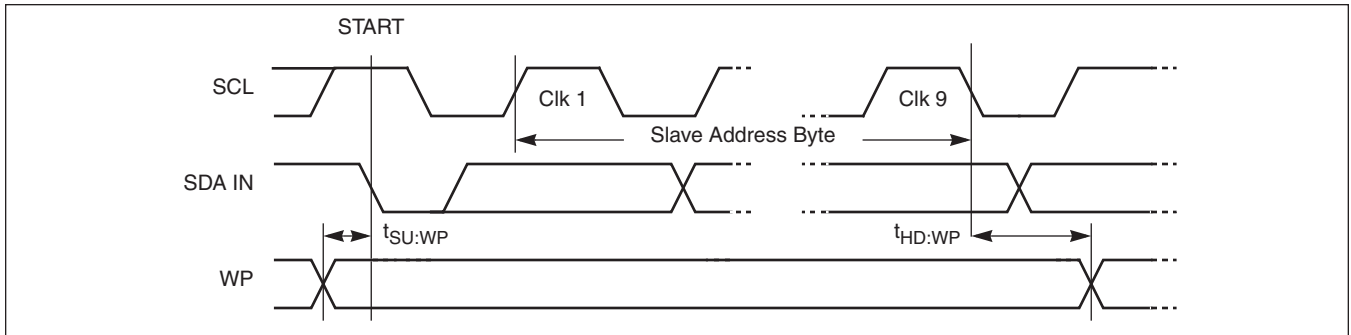 START
SCL
Clk 1
Clk 9
Slave Address Byte
SDA IN
tSU:WP
tHD:WP
WP